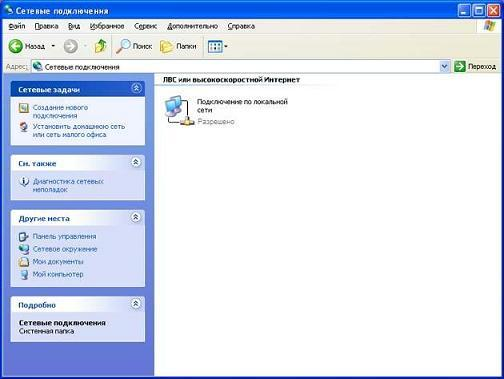 Сетевые подключения
Файл Правка Вид Избранное Сервис Дополнительно Справка
Назад Поиск Папки
Адрес: Сетевые подключения Переход
Сетевые задачи
Создание нового
подключения
Установить домашнюю сеть
или сеть малого офиса
См. также
Диагностика сетевых
неполадок
Другие места
Панель управления
Сетевое окружение
Мои документы
Мой компьютер
Подробно
Сетевые подключения
Системная папка
ЛВС или высокоскоростной Интернет
Подключение по локальной
сети
Разрешено